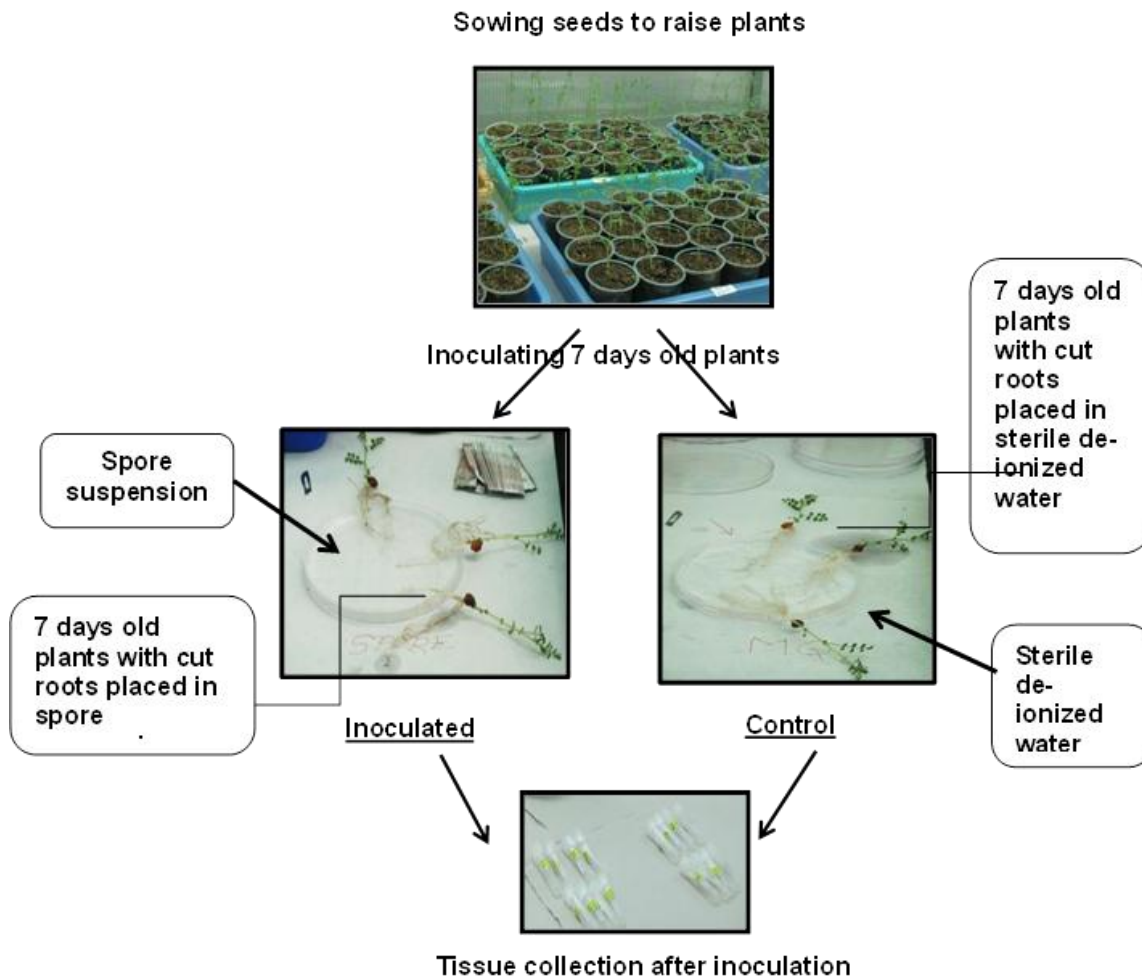 Sowing seeds to raise plants
Inoculating 7 days old plants
7 days old
plants
with cut
roots
placed in
sterile de-
ionized
water
Spore
suspension
7 days old
plants with cut
roots placed in
spore
.
SPORE
MQ
Sterile
de-
ionized
water
Inoculated
Control
Tissue collection after inoculation